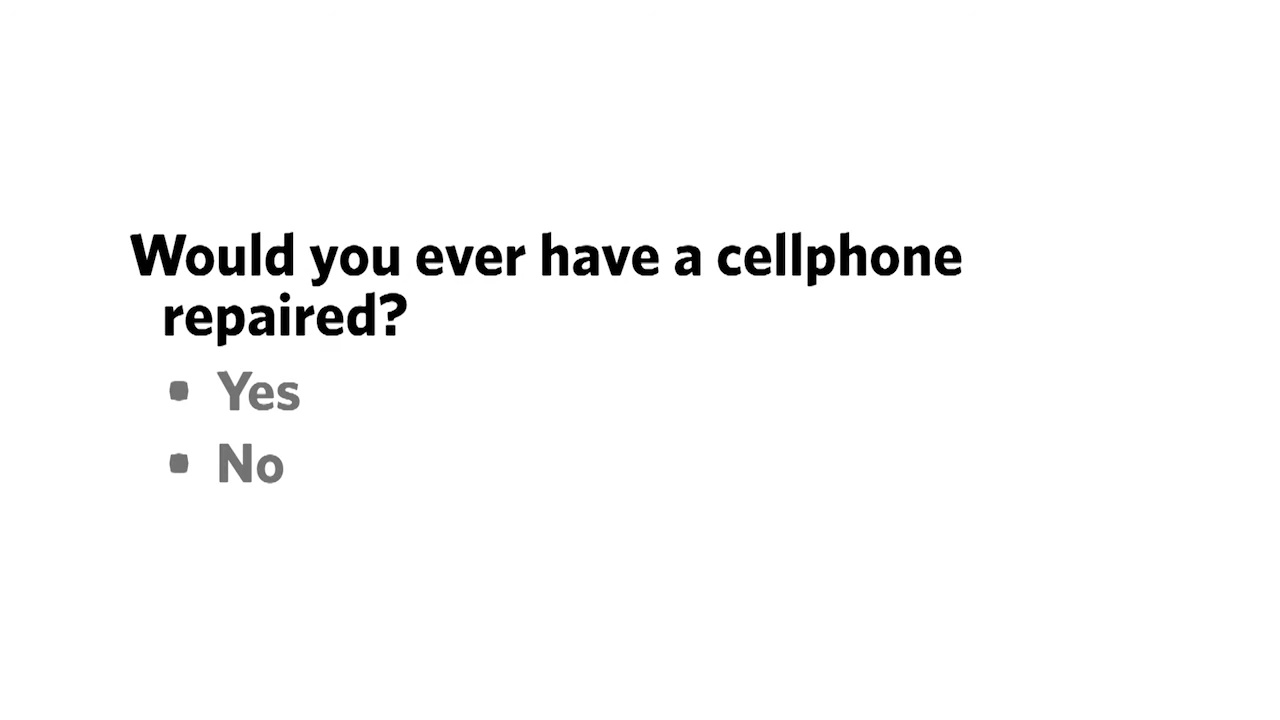 Would you ever have a cellphone
repaired?
• Yes
• No